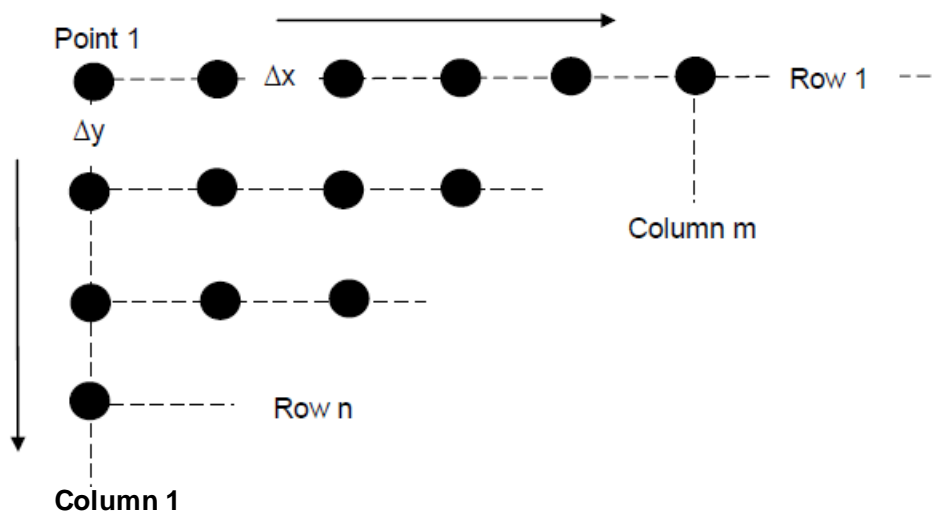 Point 1
Δx
Row 1
Δy
Column m
Row n
Column 1